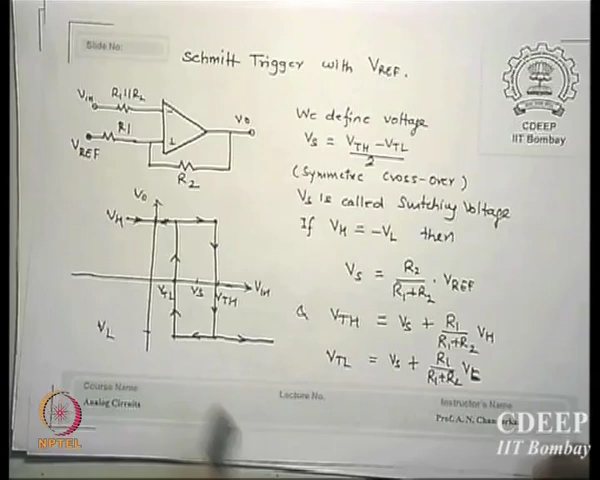 Slide No:
Schmitt Trigger with VREF.
CDEEP
IIT Bombay
Vin
R1||R2
−
R1
+
VREF
V0
R2
We define voltage
VS = (VTH − VTL)/2
(Symmetric cross-over)
VS is called Switching Voltage
If VH = −VL then
VS = R2/(R1+R2) · VREF
& VTH = VS + R1/(R1+R2) VH
VTL = VS + R1/(R1+R2) VL
V0
VH
VTL
VS
VTH
VIN
VL
Course Name
Analog Circuits
Lecture No.
Instructor's Name
Prof. A. N.
NPTEL
CDEEP
IIT Bombay